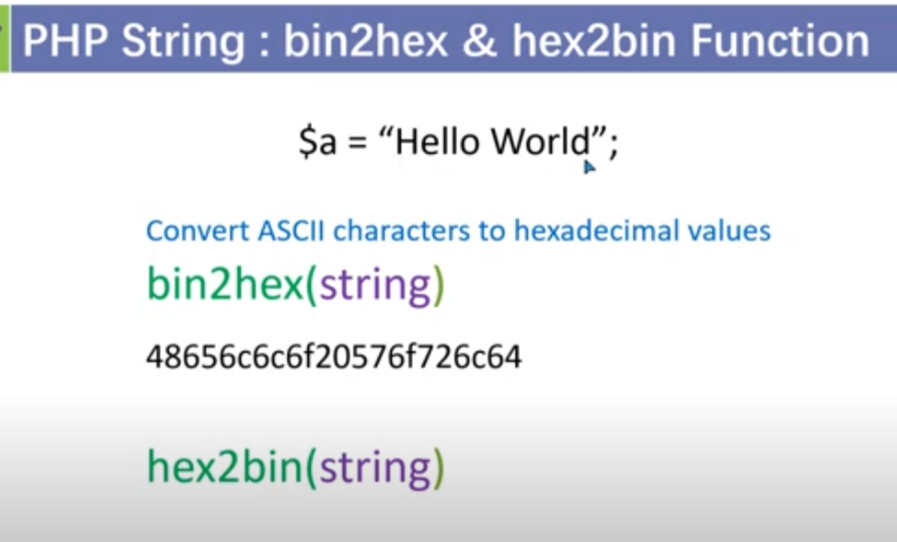 PHP String : bin2hex & hex2bin Function
$a = “Hello World”;
Convert ASCII characters to hexadecimal values
bin2hex(string)
48656c6c6f20576f726c64
hex2bin(string)